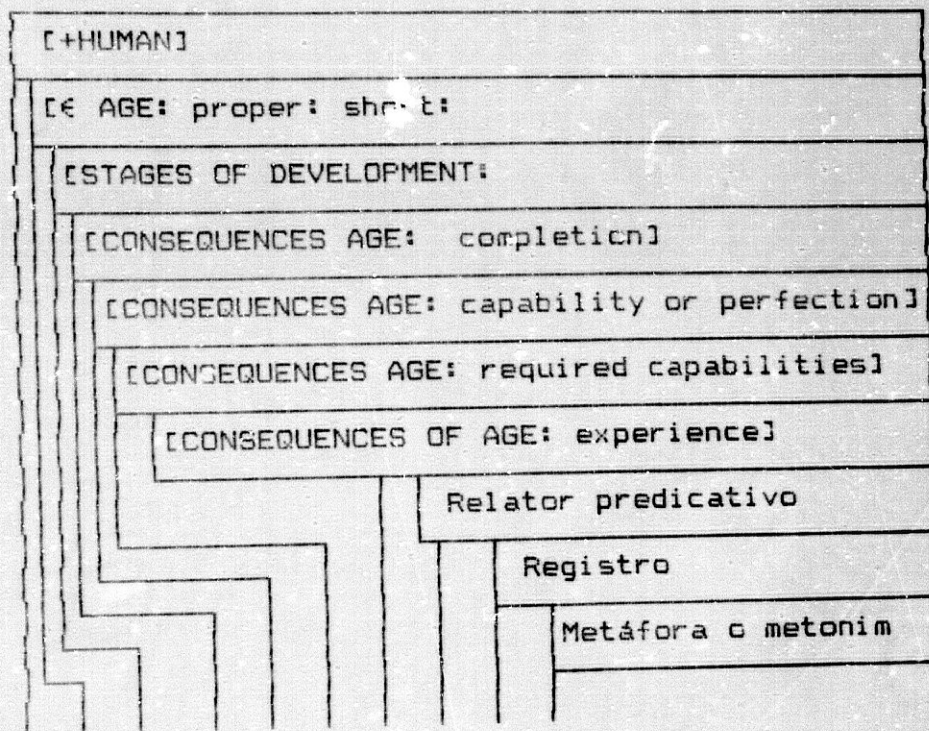 [+HUMAN]
[€ AGE: proper:
[STAGES OF DEVELOPMENT:
[CONSEQUENCES AGE: completion]
[CONSEQUENCES AGE: capability or perfection]
[CONSEQUENCES AGE: required capabilities]
[CONSEQUENCES OF AGE: experience]
Relator predicativo
Registro
Metáfora o metonim